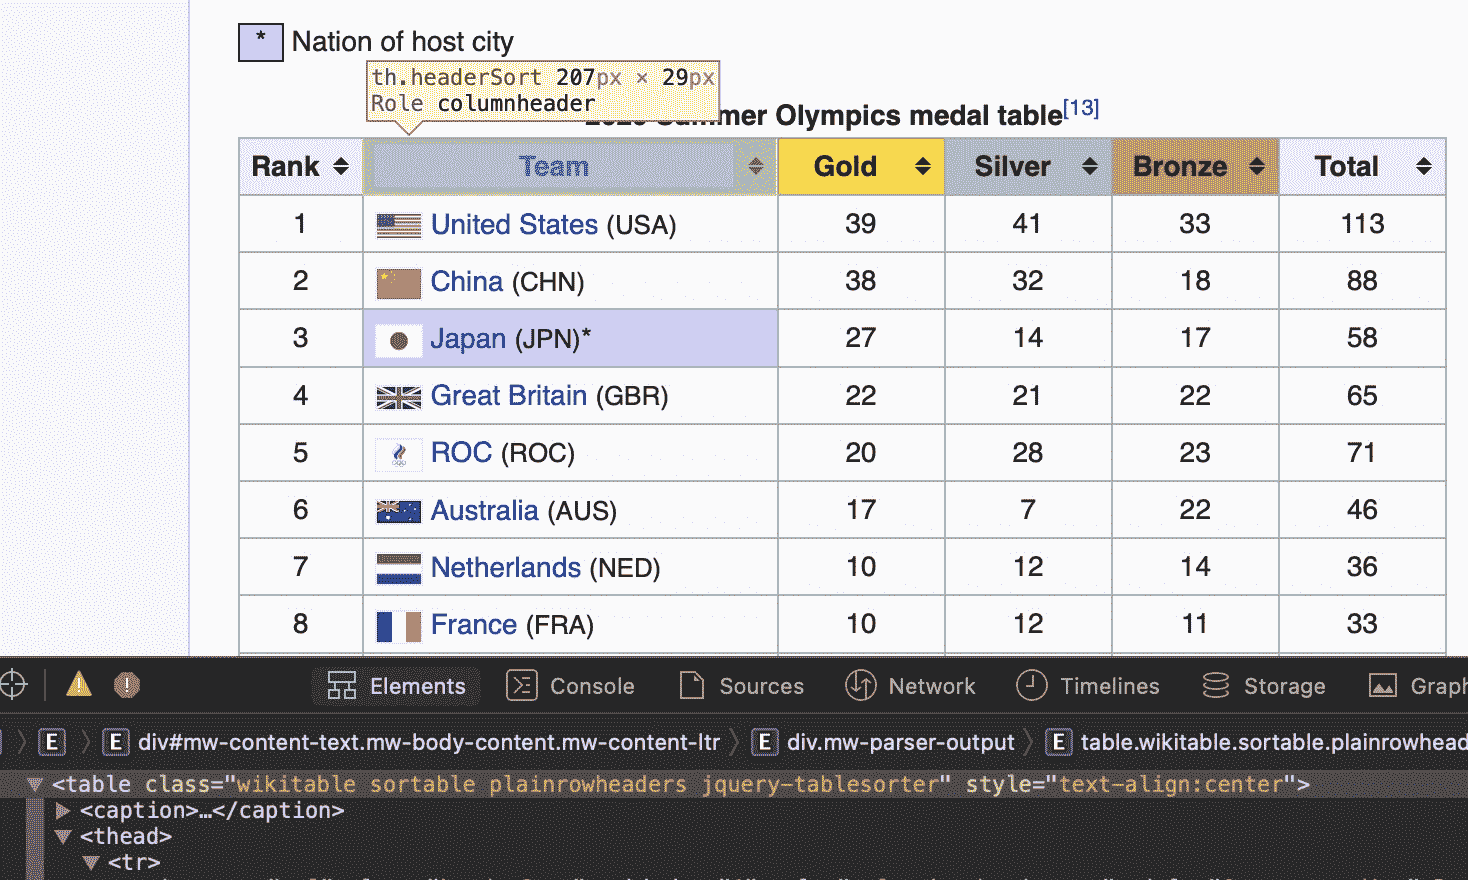 * Nation of host city
th.headerSort 207px × 29px
Role columnheader
Summer Olympics medal table[13]
Rank Team Gold Silver Bronze Total
1 United States (USA) 39 41 33 113
2 China (CHN) 38 32 18 88
3 Japan (JPN)* 27 14 17 58
4 Great Britain (GBR) 22 21 22 65
5 ROC (ROC) 20 28 23 71
6 Australia (AUS) 17 7 22 46
7 Netherlands (NED) 10 12 14 36
8 France (FRA) 10 12 11 33
Elements Console Sources Network Timelines Storage Graph
E E div#mw-content-text.mw-body-content.mw-content-ltr E div.mw-parser-output E table.wikitable.sortable.plainrowhead
<table class="wikitable sortable plainrowheaders jquery-tablesorter" style="text-align:center">
<caption>…</caption>
<thead>
<tr>